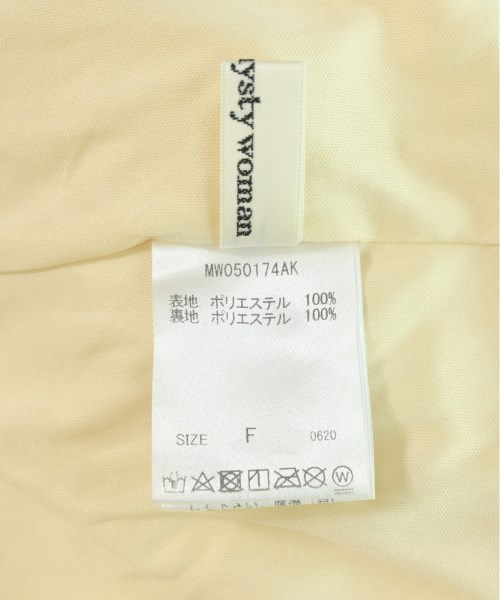 ysty woman
MW050174AK
表地 ポリエステル 100%
裏地 ポリエステル 100%
SIZE F 0620
W